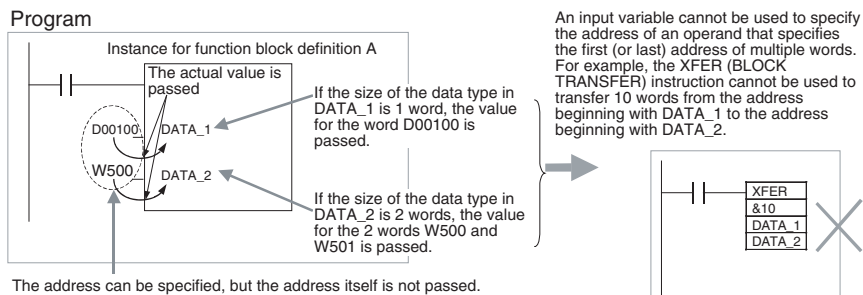 Program
Instance for function block definition A
The actual value is
passed
D00100
DATA_1
W500
DATA_2
If the size of the data type in
DATA_1 is 1 word, the value
for the word D00100 is
passed.
If the size of the data type in
DATA_2 is 2 words, the value
for the 2 words W500 and
W501 is passed.
The address can be specified, but the address itself is not passed.
An input variable cannot be used to specify
the address of an operand that specifies
the first (or last) address of multiple words.
For example, the XFER (BLOCK
TRANSFER) instruction cannot be used to
transfer 10 words from the address
beginning with DATA_1 to the address
beginning with DATA_2.
XFER
&10
DATA_1
DATA_2